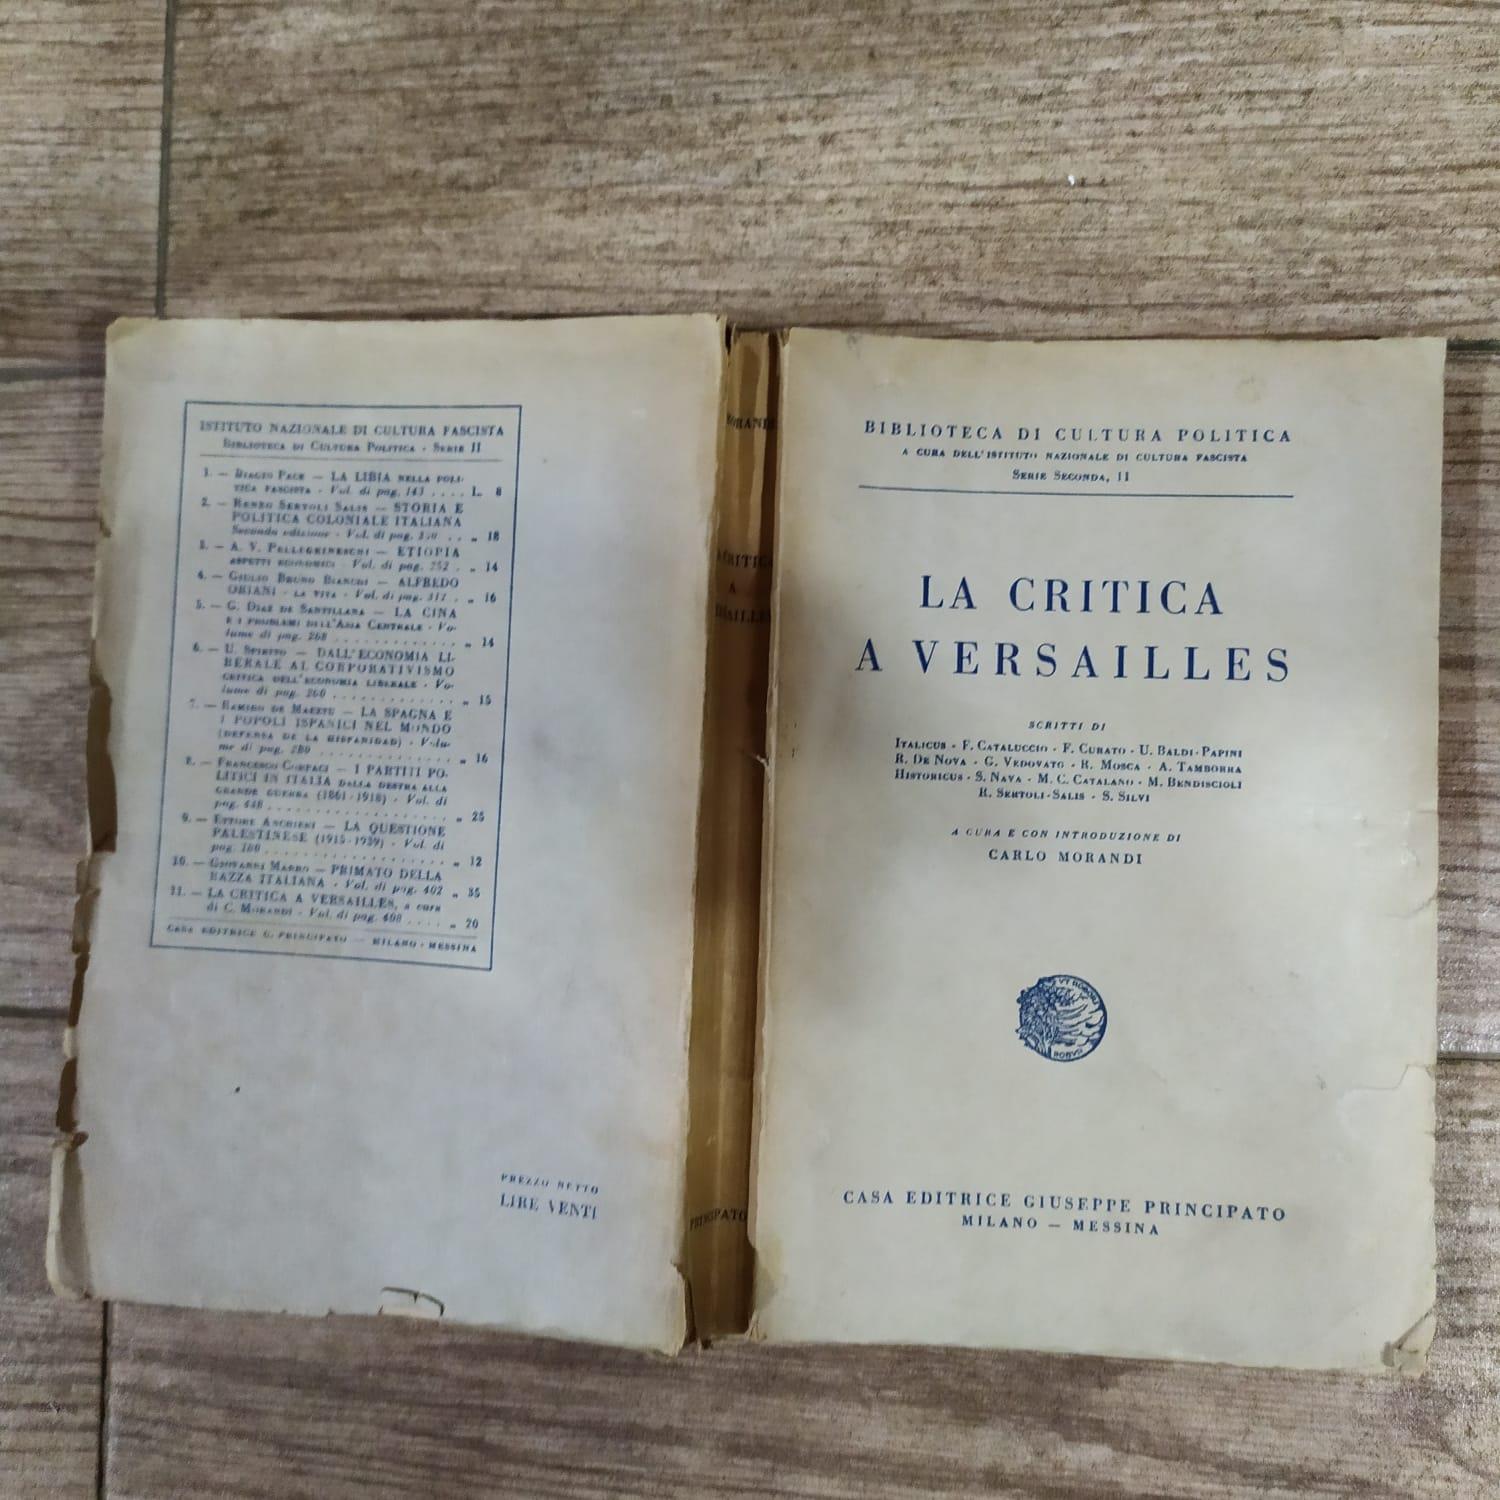 ISTITUTO NAZIONALE DI CULTURA FASCISTA
BIBLIOTECA DI CULTURA POLITICA - SERIE II
1. — BIAGIO PACE — LA LIBIA NELLA POLI-
TICA FASCISTA - Vol. di pag. 143 .... L. 8
2. — RENZO SERTOLI SALIS — STORIA E
POLITICA COLONIALE ITALIANA
Seconda edizione - Vol. di pag. .. „ 18
3. — A. V. PELLEGRINESCHI — ETIOPIA
ASPETTI ECONOMICI - Vol. di pag. 252 . „ 14
4. — GIULIO BRUNO BIANCHI — ALFREDO
ORIANI - LA VITA - Vol. di pag. 317 . „ 16
5. — G. DIAZ DE SANTILLANA — LA CINA
E I PROBLEMI DELL'ASIA CENTRALE - Vo-
lume di pag. 268 ............ „ 14
6. — U. SPIRITO — DALL'ECONOMIA LI-
BERALE AL CORPORATIVISMO
CRITICA DELL'ECONOMIA LIBERALE - Vo-
lume di pag. 260 ............ „ 15
7. — RAMIRO DE MAEZTU — LA SPAGNA E
I POPOLI ISPANICI NEL MONDO
(DEFENSA DE LA HISPANIDAD) - Volu-
me di pag. 280 ............ „ 16
8. — FRANCESCO — I PARTITI PO-
LITICI IN ITALIA DALLA DESTRA ALLA
GRANDE GUERRA (1861-1918) - Vol. di
pag. 448 ............ „ 25
9. — ETTORE ANCHIERI — LA QUESTIONE
PALESTINESE (1915-1939) - Vol. di
pag. 180 ............ „ 12
10. — GIOVANNI MARRO — PRIMATO DELLA
RAZZA ITALIANA - Vol. di pag. 402 „ 35
11. — LA CRITICA A VERSAILLES, a cura
di C. MORANDI - Vol. di pag. 408 .... „ 20
CASA EDITRICE G. PRINCIPATO — MILANO - MESSINA
PREZZO NETTO
LIRE VENTI
MORANDI
CRITICA
A
PRINCIPATO
BIBLIOTECA DI CULTURA POLITICA
A CURA DELL'ISTITUTO NAZIONALE DI CULTURA FASCISTA
SERIE SECONDA, 11
LA CRITICA
A VERSAILLES
SCRITTI DI
ITALICUS - F. CATALUCCIO - F. CURATO - U. BALDI-PAPINI
R. DE NOVA - G. VEDOVATO - R. MOSCA - A. TAMBORRA
HISTORICUS - S. NAVA - M. C. CATALANO - M. BENDISCIOLI
R. SERTOLI-SALIS - S. SILVI
A CURA E CON INTRODUZIONE DI
CARLO MORANDI
VT ROBORI
ROBVR
CASA EDITRICE GIUSEPPE PRINCIPATO
MILANO — MESSINA